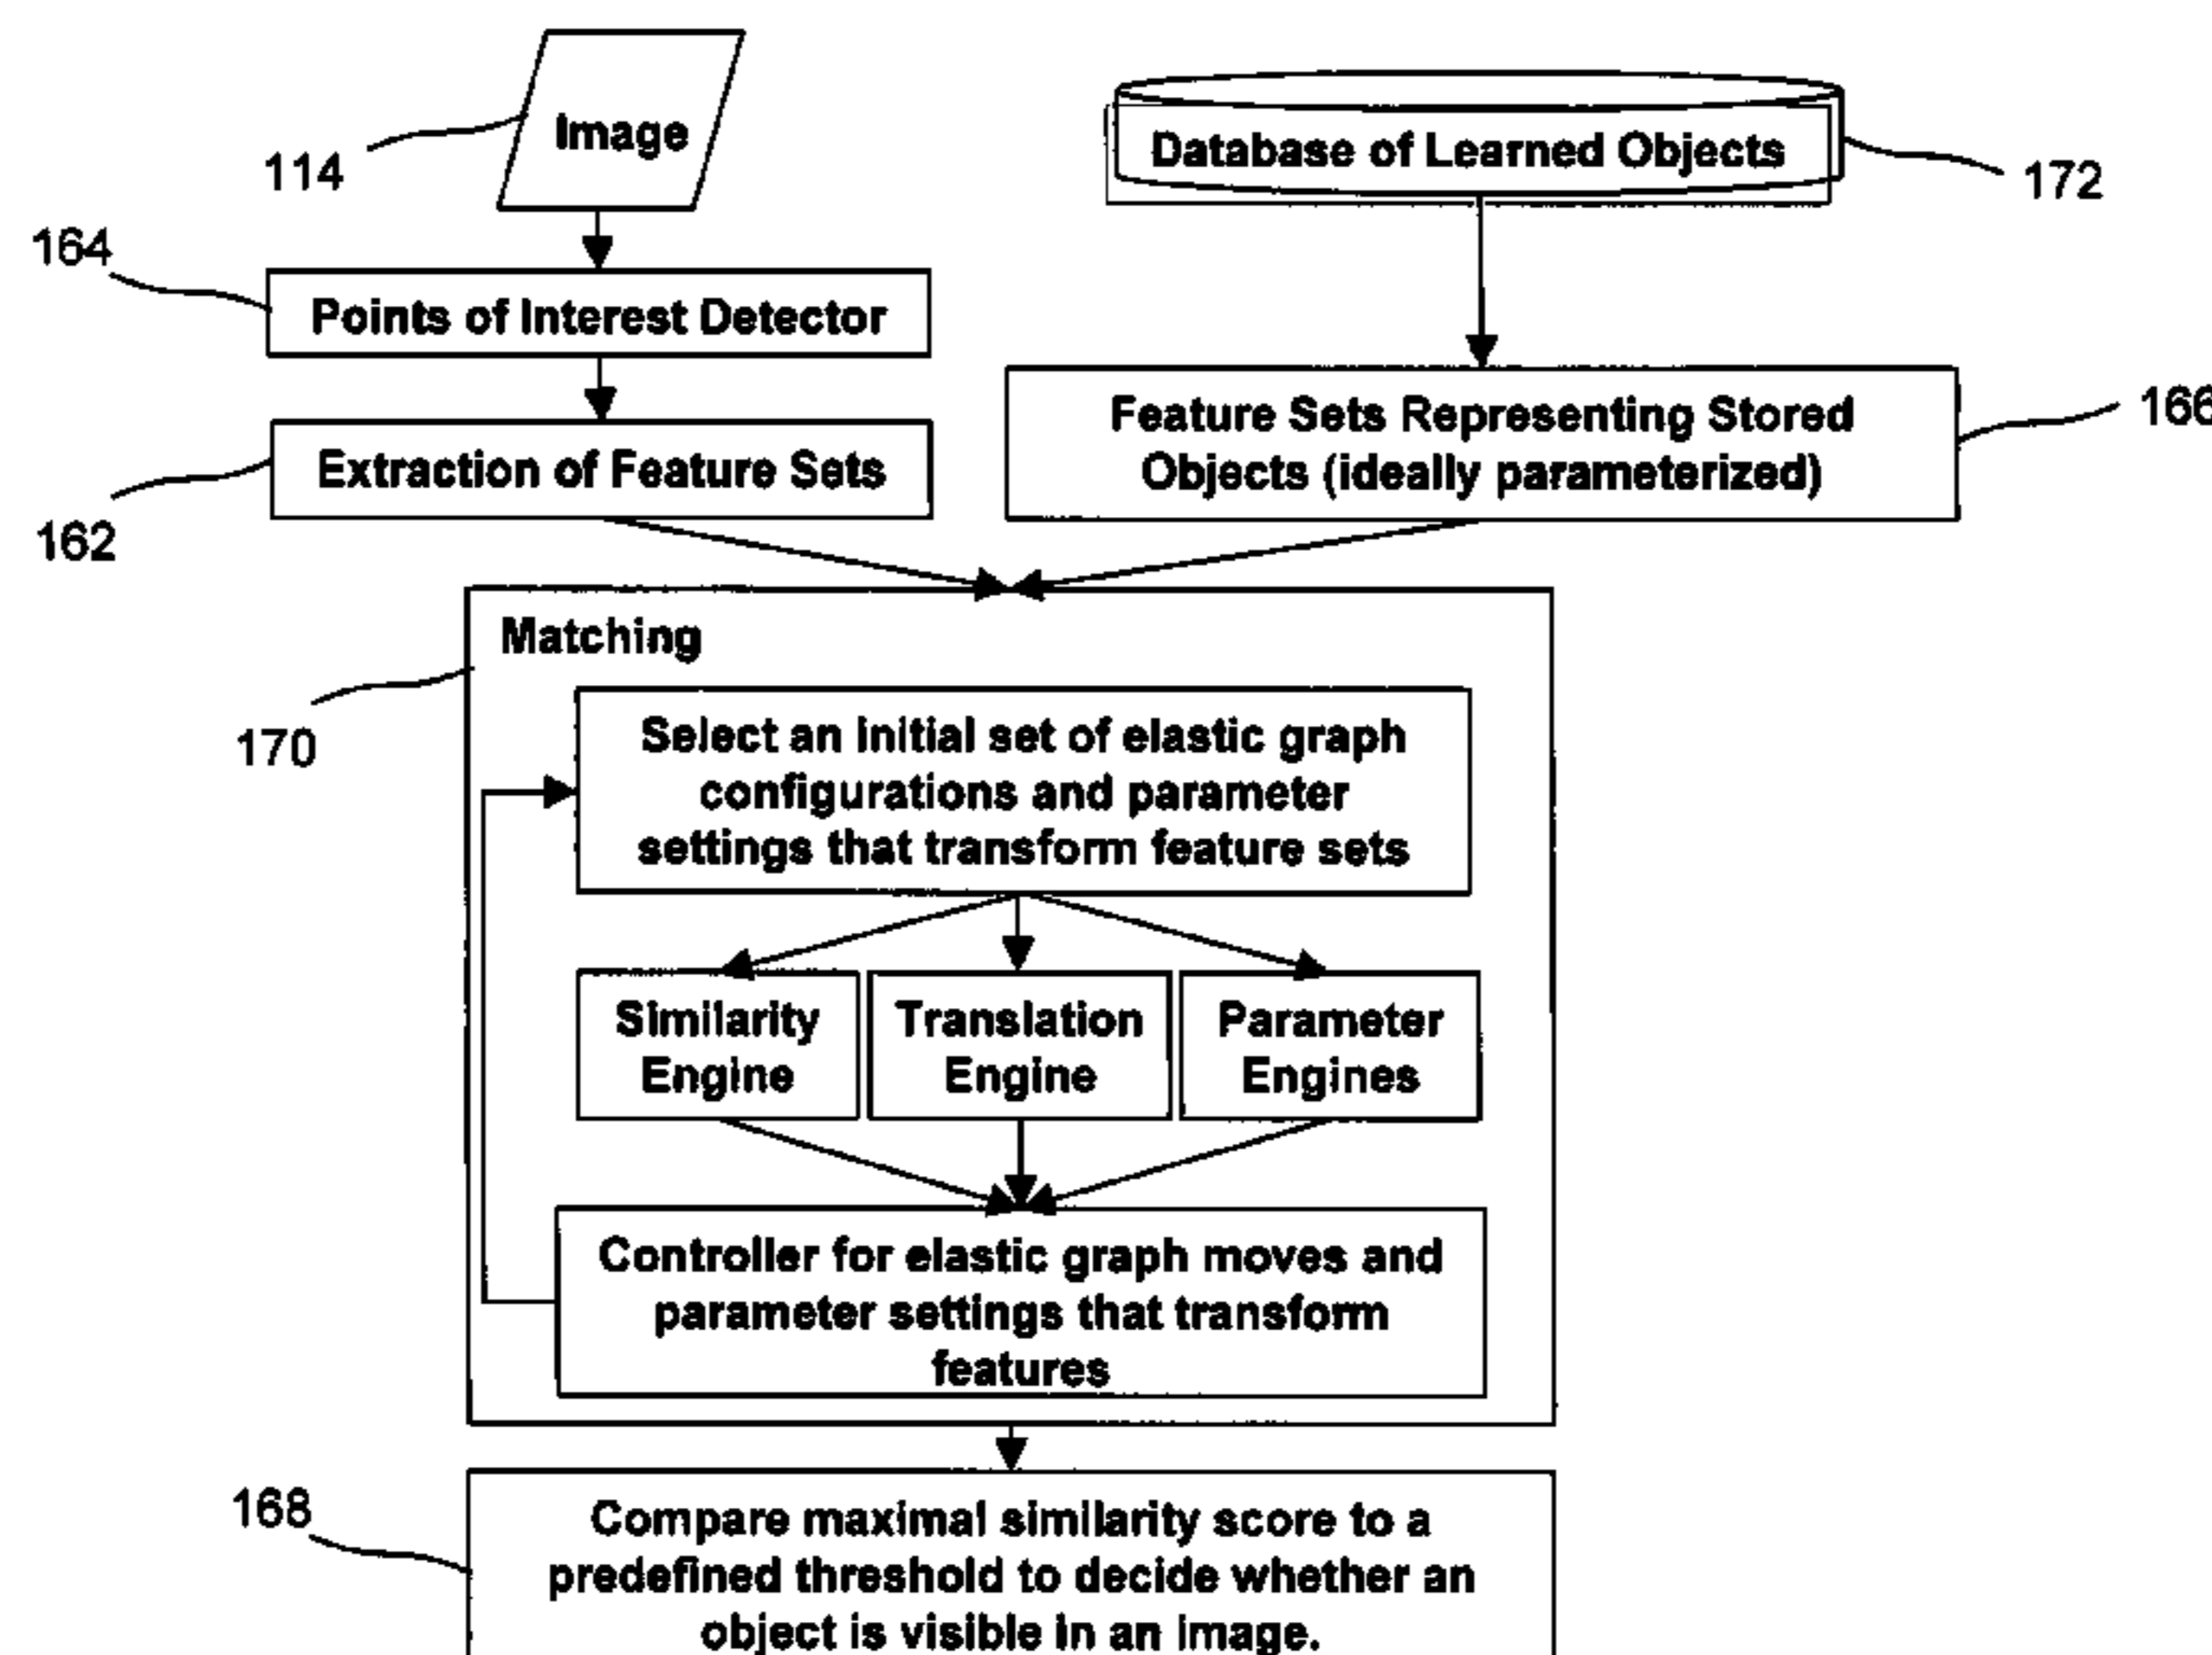 Image
114
Database of Learned Objects
172
164
Points of Interest Detector
Feature Sets Representing Stored
Objects (ideally parameterized)
166
Extraction of Feature Sets
162
Matching
170
Select an initial set of elastic graph
configurations and parameter
settings that transform feature sets
Similarity
Engine
Translation
Engine
Parameter
Engines
Controller for elastic graph moves and
parameter settings that transform
features
168
Compare maximal similarity score to a
predefined threshold to decide whether an
object is visible in an image.